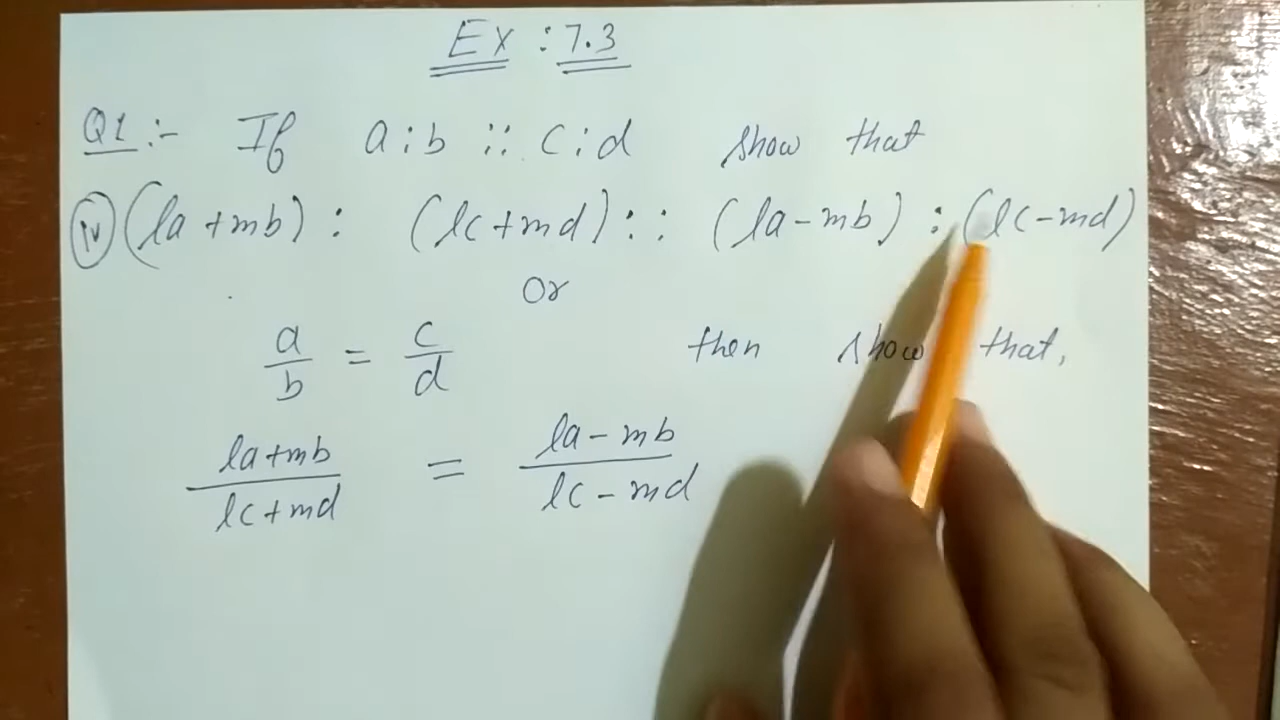 Ex : 7.3
Q1:- If a:b :: c:d show that
(iv) (la+mb) : (lc+md) :: (la-mb) : (lc-md)
Or
a/b = c/d then show that,
la+mb/lc+md = la-mb/lc-md